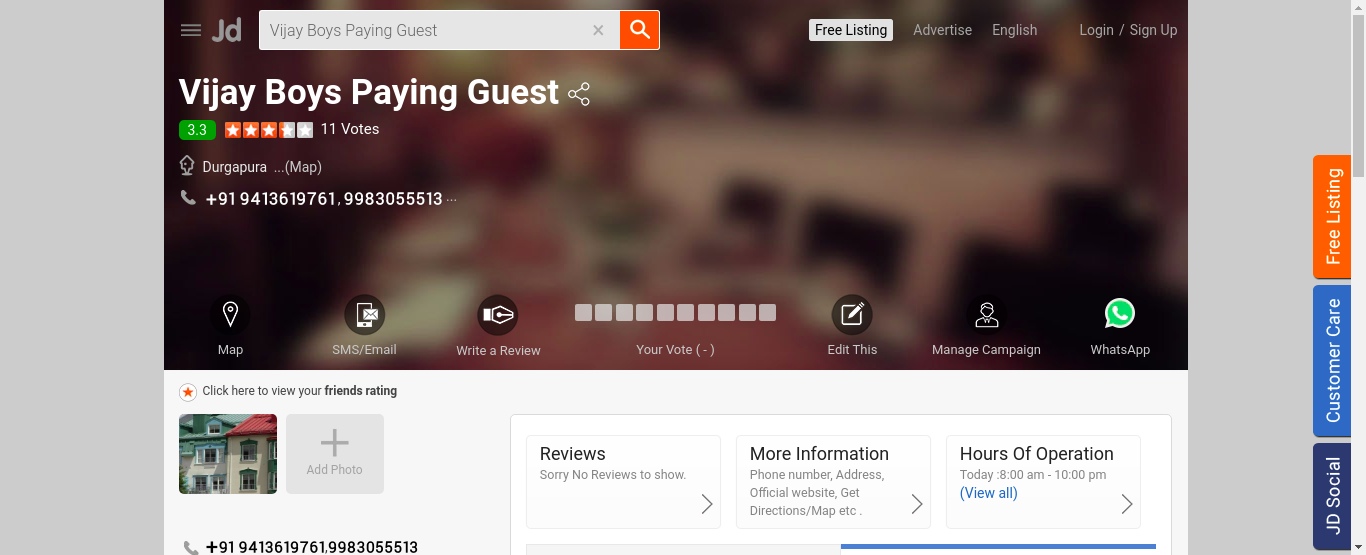 Jd
Vijay Boys Paying Guest
×
Free Listing
Advertise
English
Login / Sign Up
Vijay Boys Paying Guest
3.3
11 Votes
Durgapura ...(Map)
+91 9413619761, 9983055513 ...
Map
SMS/Email
Write a Review
Your Vote ( - )
Edit This
Manage Campaign
WhatsApp
Free Listing
Customer Care
JD Social
Click here to view your friends rating
Add Photo
Reviews
Sorry No Reviews to show.
More Information
Phone number, Address,
Official website, Get
Directions/Map etc .
Hours Of Operation
Today :8:00 am - 10:00 pm
(View all)
+91 9413619761,9983055513